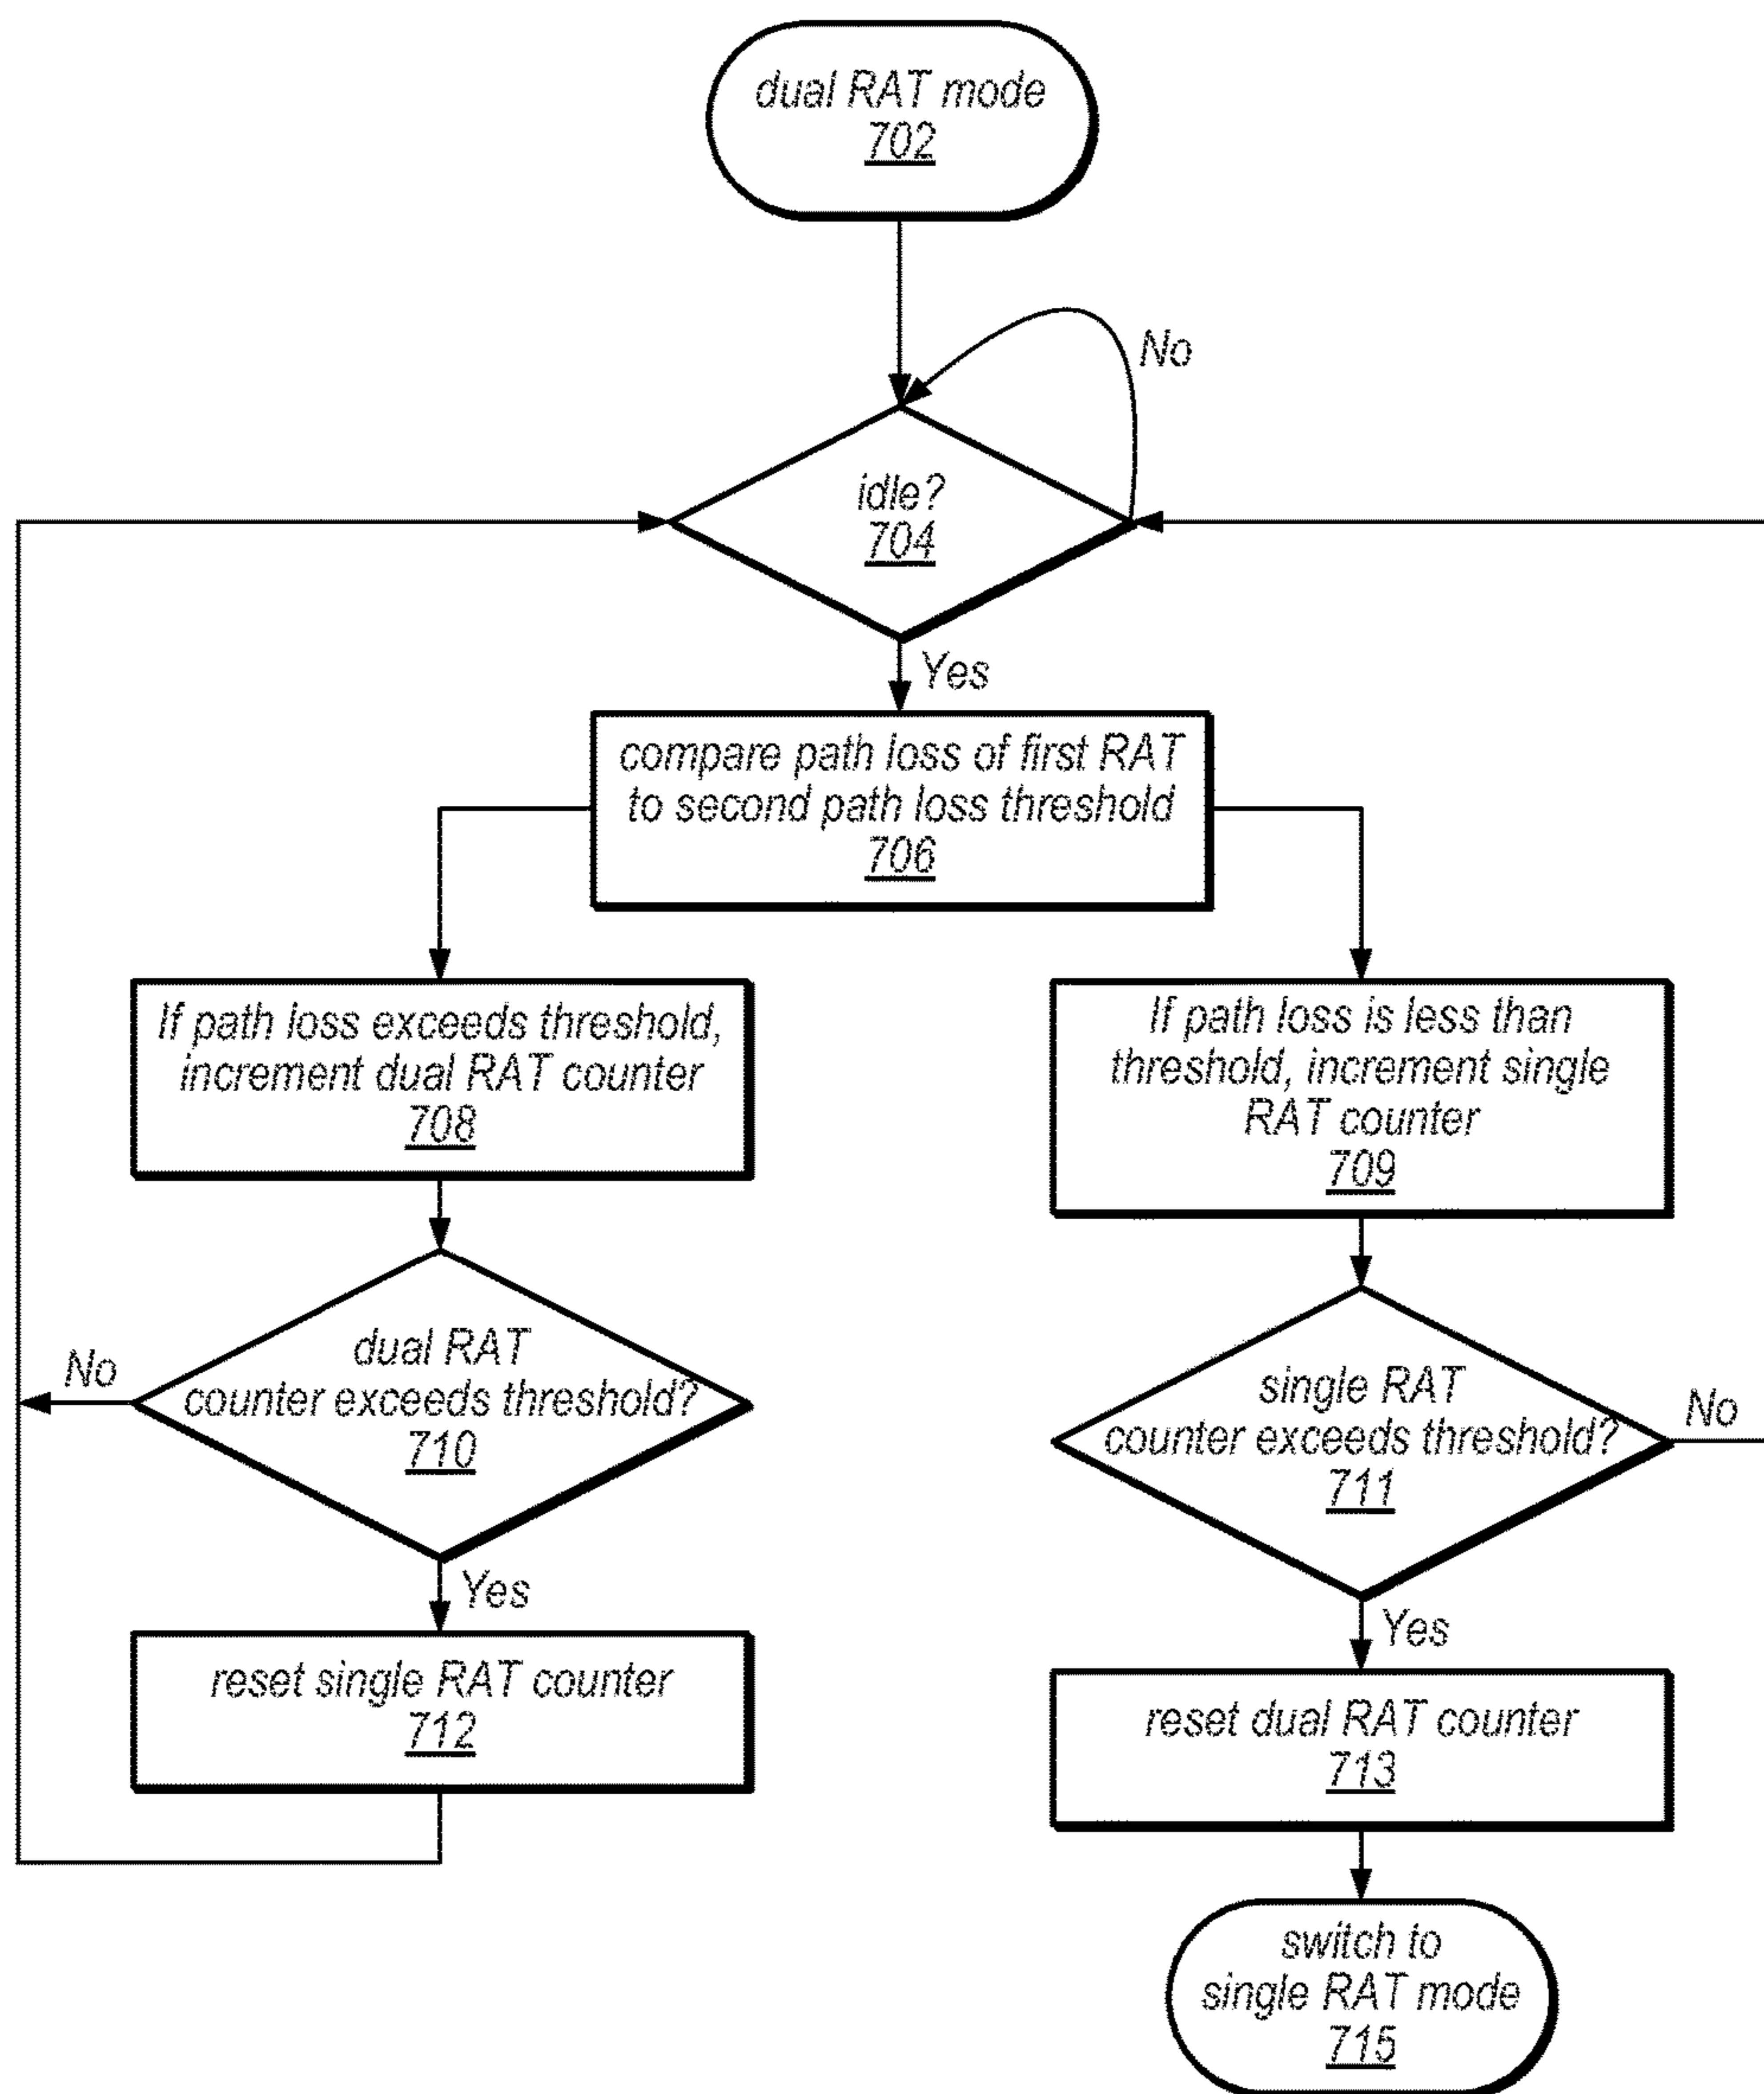 dual RAT mode
702
No
idle?
704
Yes
compare path loss of first RAT
to second path loss threshold
706
If path loss exceeds threshold,
increment dual RAT counter
708
If path loss is less than
threshold, increment single
RAT counter
709
dual RAT
counter exceeds threshold?
710
No
Yes
single RAT
counter exceeds threshold?
711
No
Yes
reset single RAT counter
712
reset dual RAT counter
713
switch to
single RAT mode
715